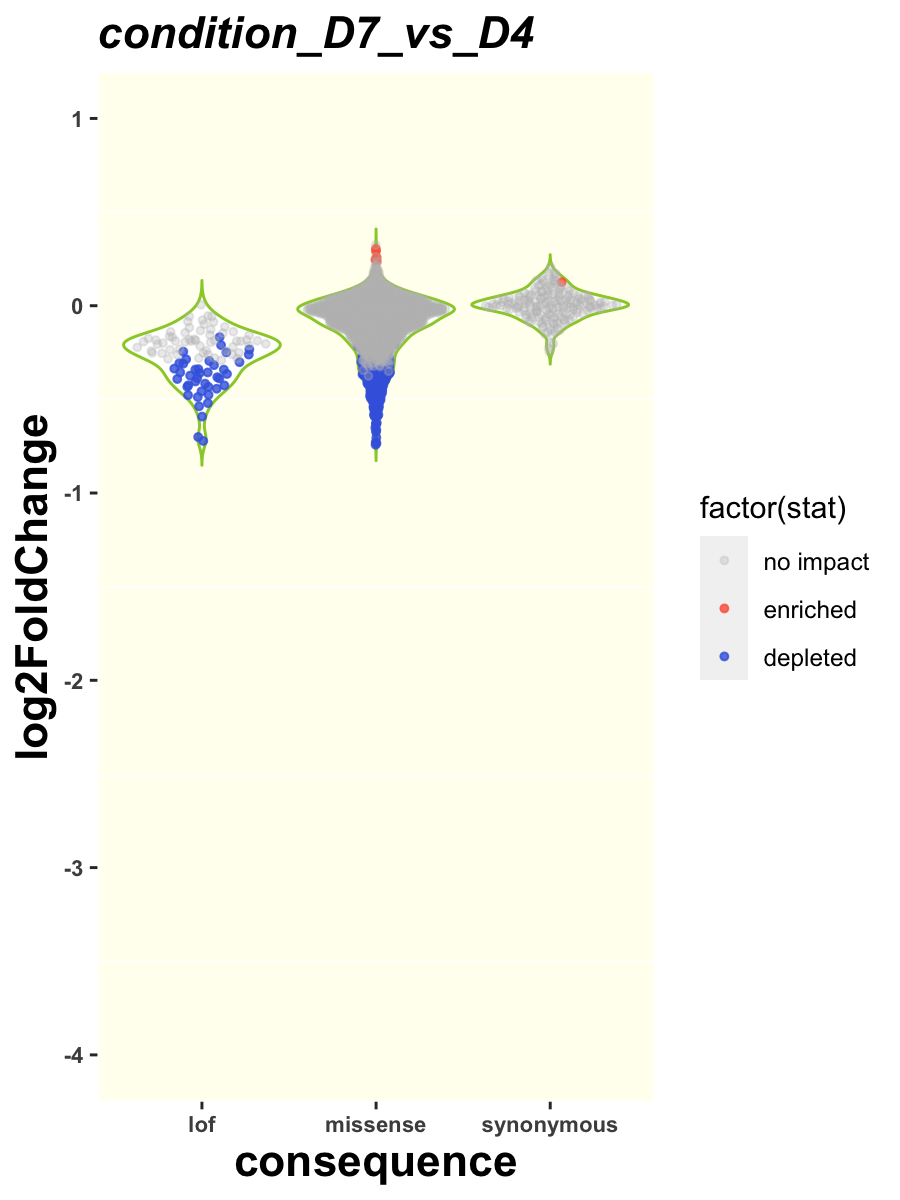 condition_D7_vs_D4
log2FoldChange
1
0
-1
-2
-3
-4
lof missense synonymous
consequence
factor(stat)
no impact
enriched
depleted